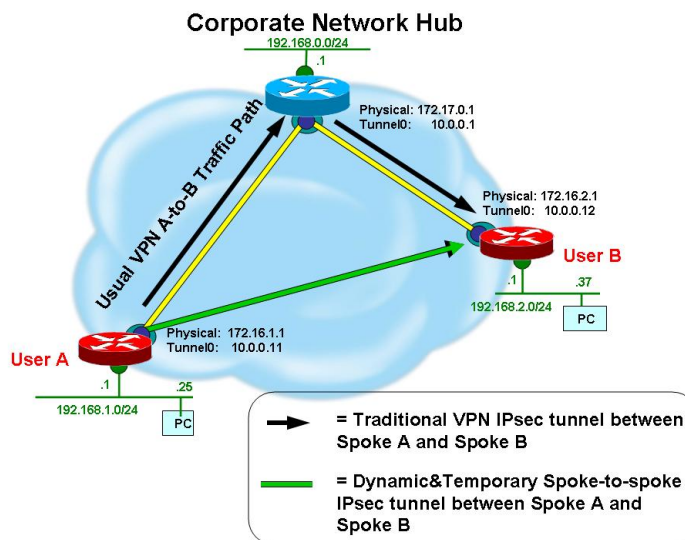 Corporate Network Hub
192.168.0.0/24
.1
Physical: 172.17.0.1
Tunnel0: 10.0.0.1
Usual VPN A-to-B Traffic Path
Physical: 172.16.2.1
Tunnel0: 10.0.0.12
User B
.1
.37
192.168.2.0/24
PC
Physical: 172.16.1.1
Tunnel0: 10.0.0.11
User A
.1
.25
192.168.1.0/24
PC
= Traditional VPN IPsec tunnel between
Spoke A and Spoke B
= Dynamic&Temporary Spoke-to-spoke
IPsec tunnel between Spoke A and
Spoke B